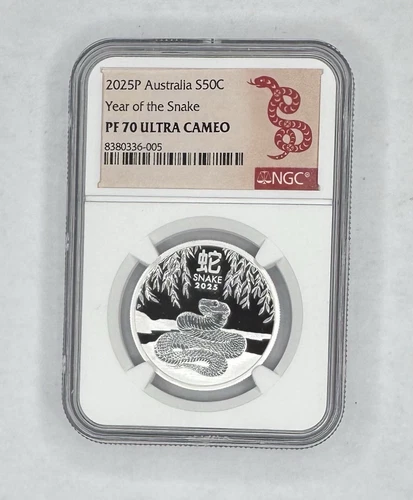 2025P Australia S50C
Year of the Snake
PF 70 ULTRA CAMEO
8380336-005
NGC®
蛇
SNAKE
2025